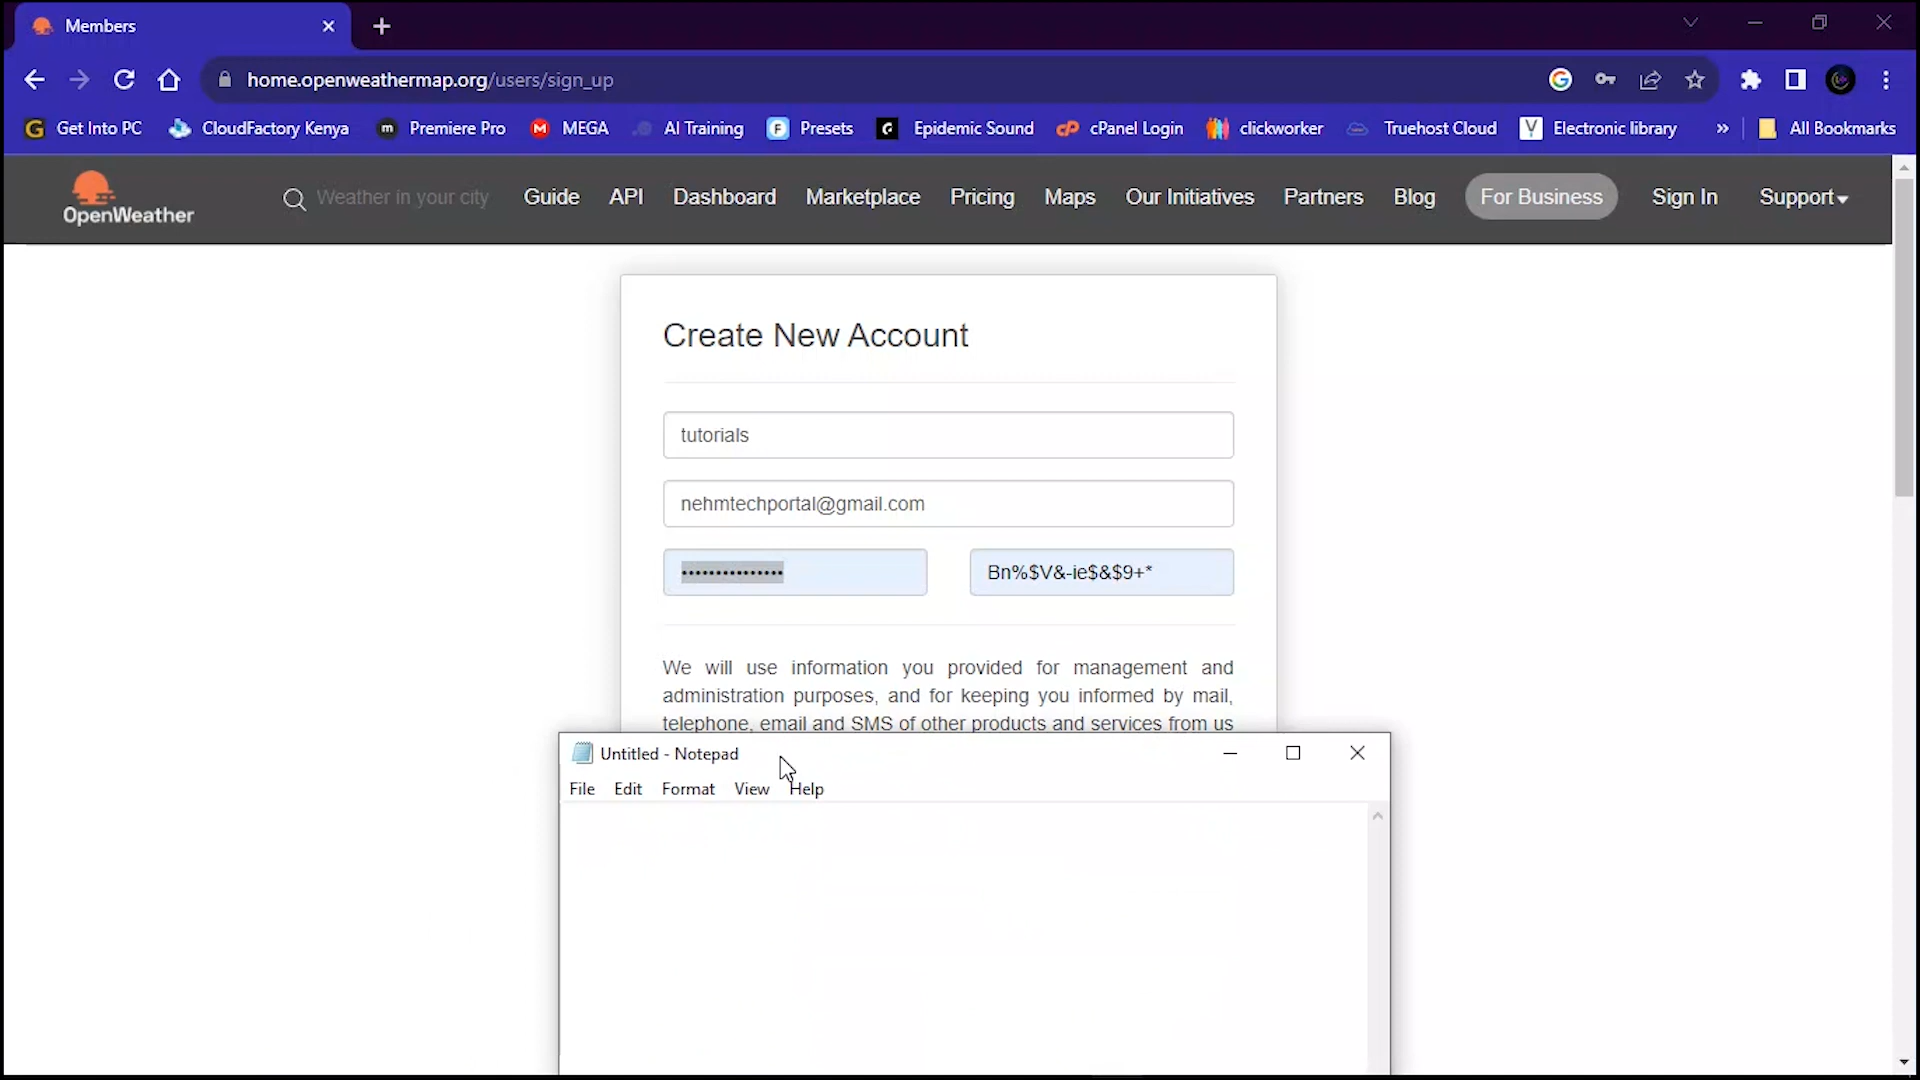 Members
home.openweathermap.org/users/sign_up
Get Into PC CloudFactory Kenya Premiere Pro MEGA AI Training Presets Epidemic Sound cPanel Login clickworker Truehost Cloud Electronic library » All Bookmarks
OpenWeather Weather in your city Guide API Dashboard Marketplace Pricing Maps Our Initiatives Partners Blog For Business Sign In Support
Create New Account
tutorials
nehmtechportal@gmail.com
••••••••••••••• Bn%$V&-ie$&$9+*
We will use information you provided for management and
administration purposes, and for keeping you informed by mail,
telephone, email and SMS of other products and services from us
Untitled - Notepad
File Edit Format View Help